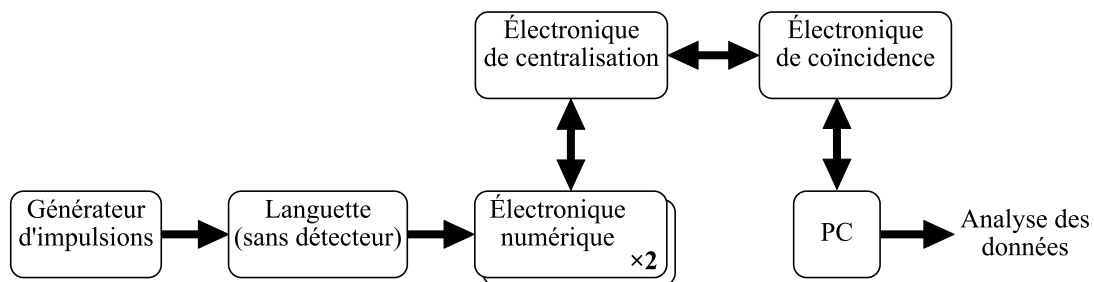 Électronique
de centralisation
Électronique
de coïncidence
Générateur
d'impulsions
Languette
(sans détecteur)
Électronique
numérique
×2
PC
Analyse des
données